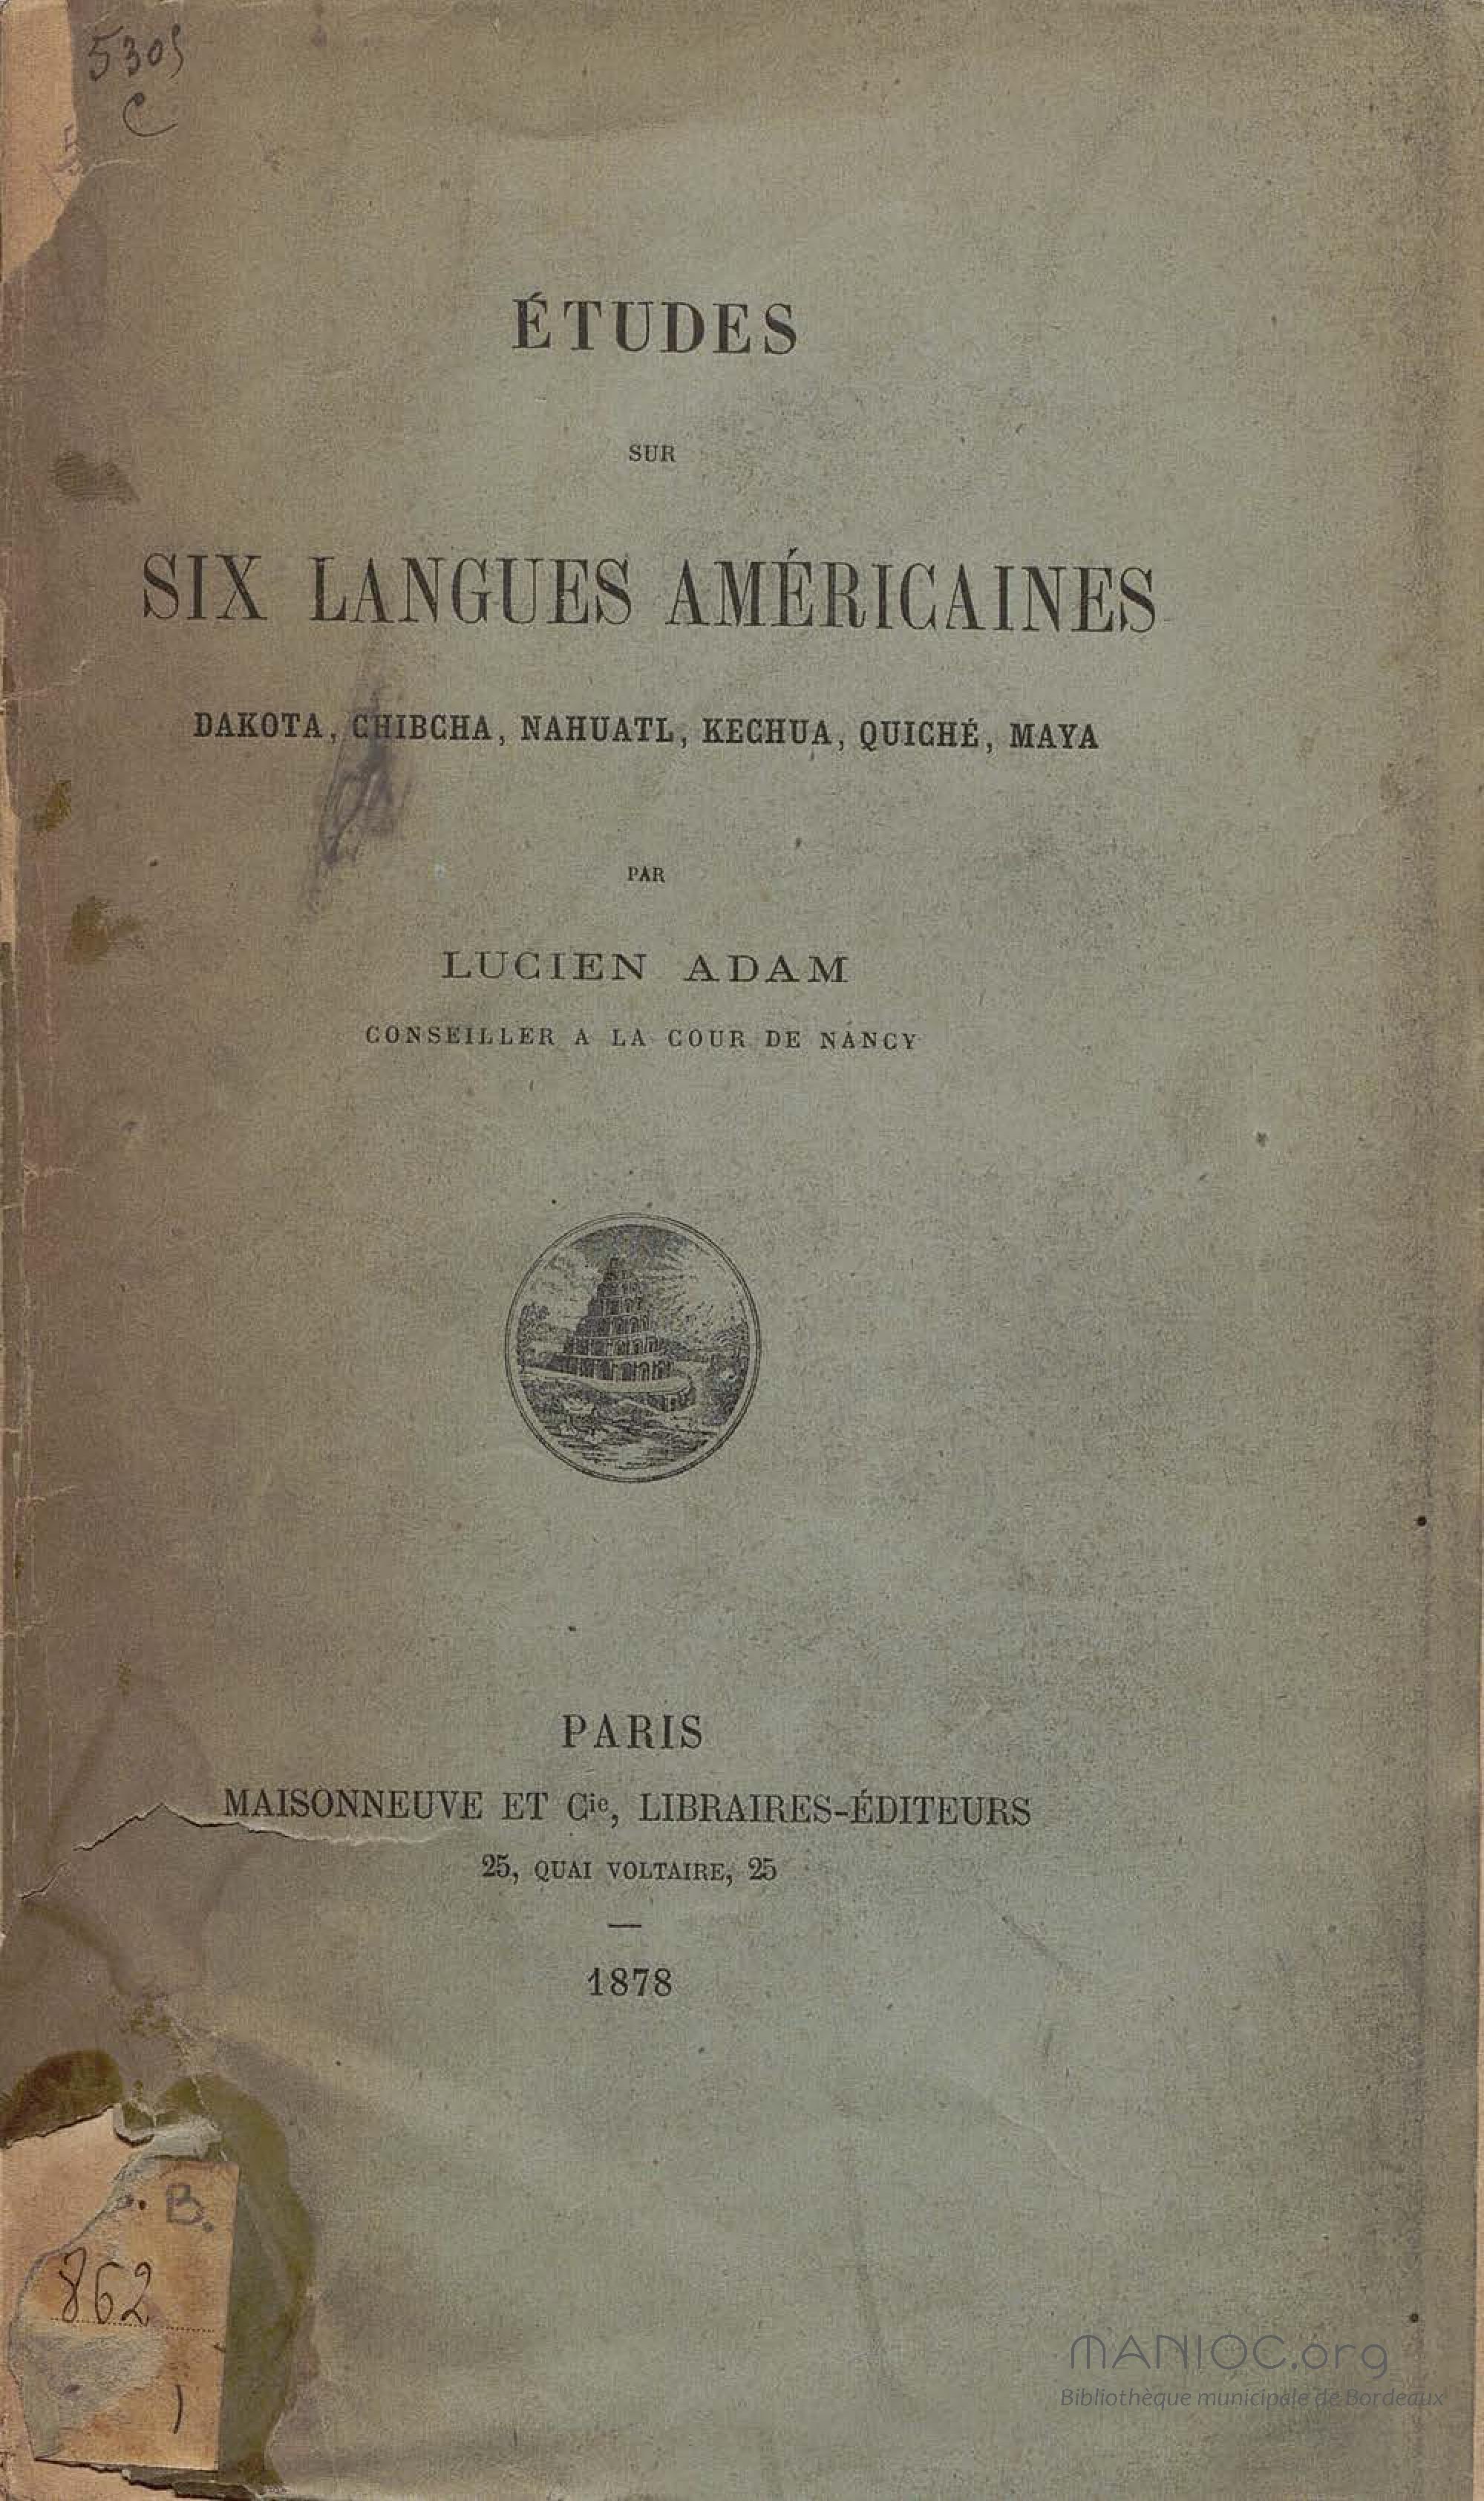 5305
C
ÉTUDES
SUR
SIX LANGUES AMÉRICAINES
DAKOTA, CHIBCHA, NAHUATL, KECHUA, QUICHÉ, MAYA
PAR
LUCIEN ADAM
CONSEILLER A LA COUR DE NANCY
PARIS
MAISONNEUVE ET Cie, LIBRAIRES-ÉDITEURS
25, QUAI VOLTAIRE, 25
1878
B.
862
1
MANIOC.org
Bibliothèque municipale de Bordeaux